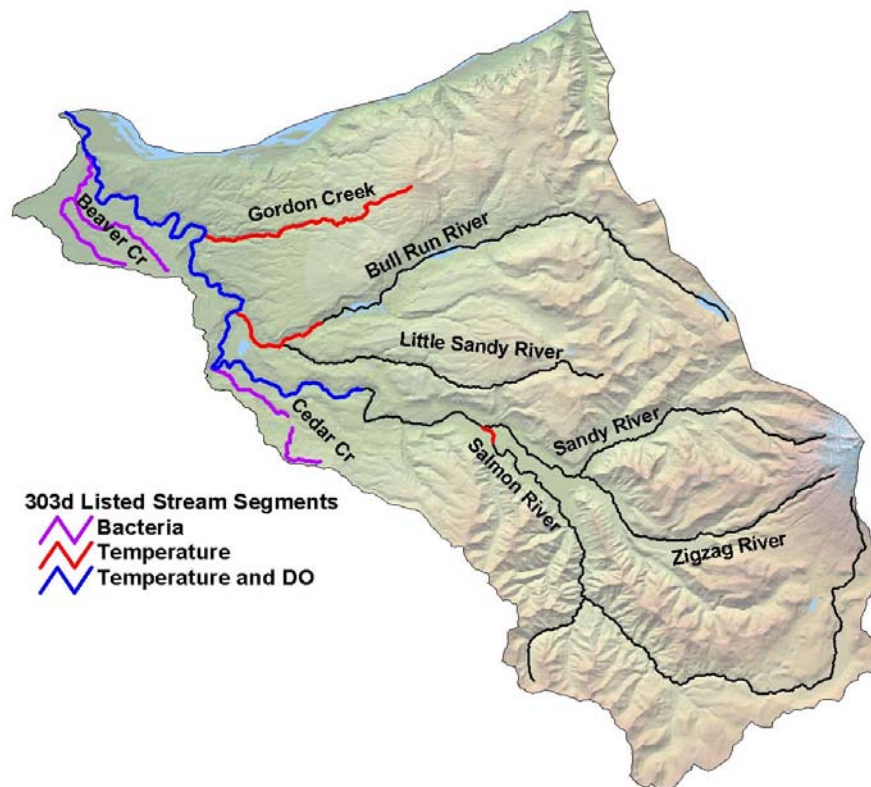 Gordon Creek
Beaver Cr
Bull Run River
Little Sandy River
Cedar Cr
Sandy River
Salmon River
Zigzag River
303d Listed Stream Segments
Bacteria
Temperature
Temperature and DO